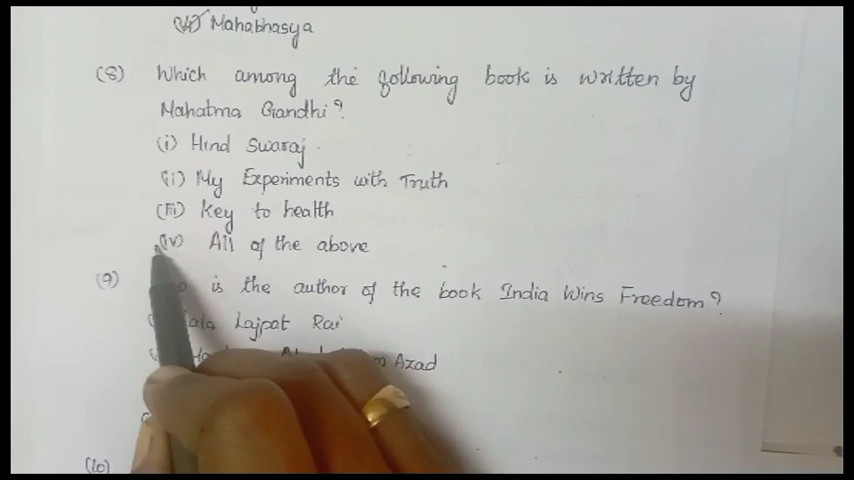 Mahabhasya
(8) Which among the following book is written by
Mahatma Gandhi?
(i) Hind Swaraj
(ii) My Experiments with Truth
(iii) Key to health
(iv) All of the above
(9) is the author of the book India Wins Freedom?
Lajpat Rai
Azad
(10)